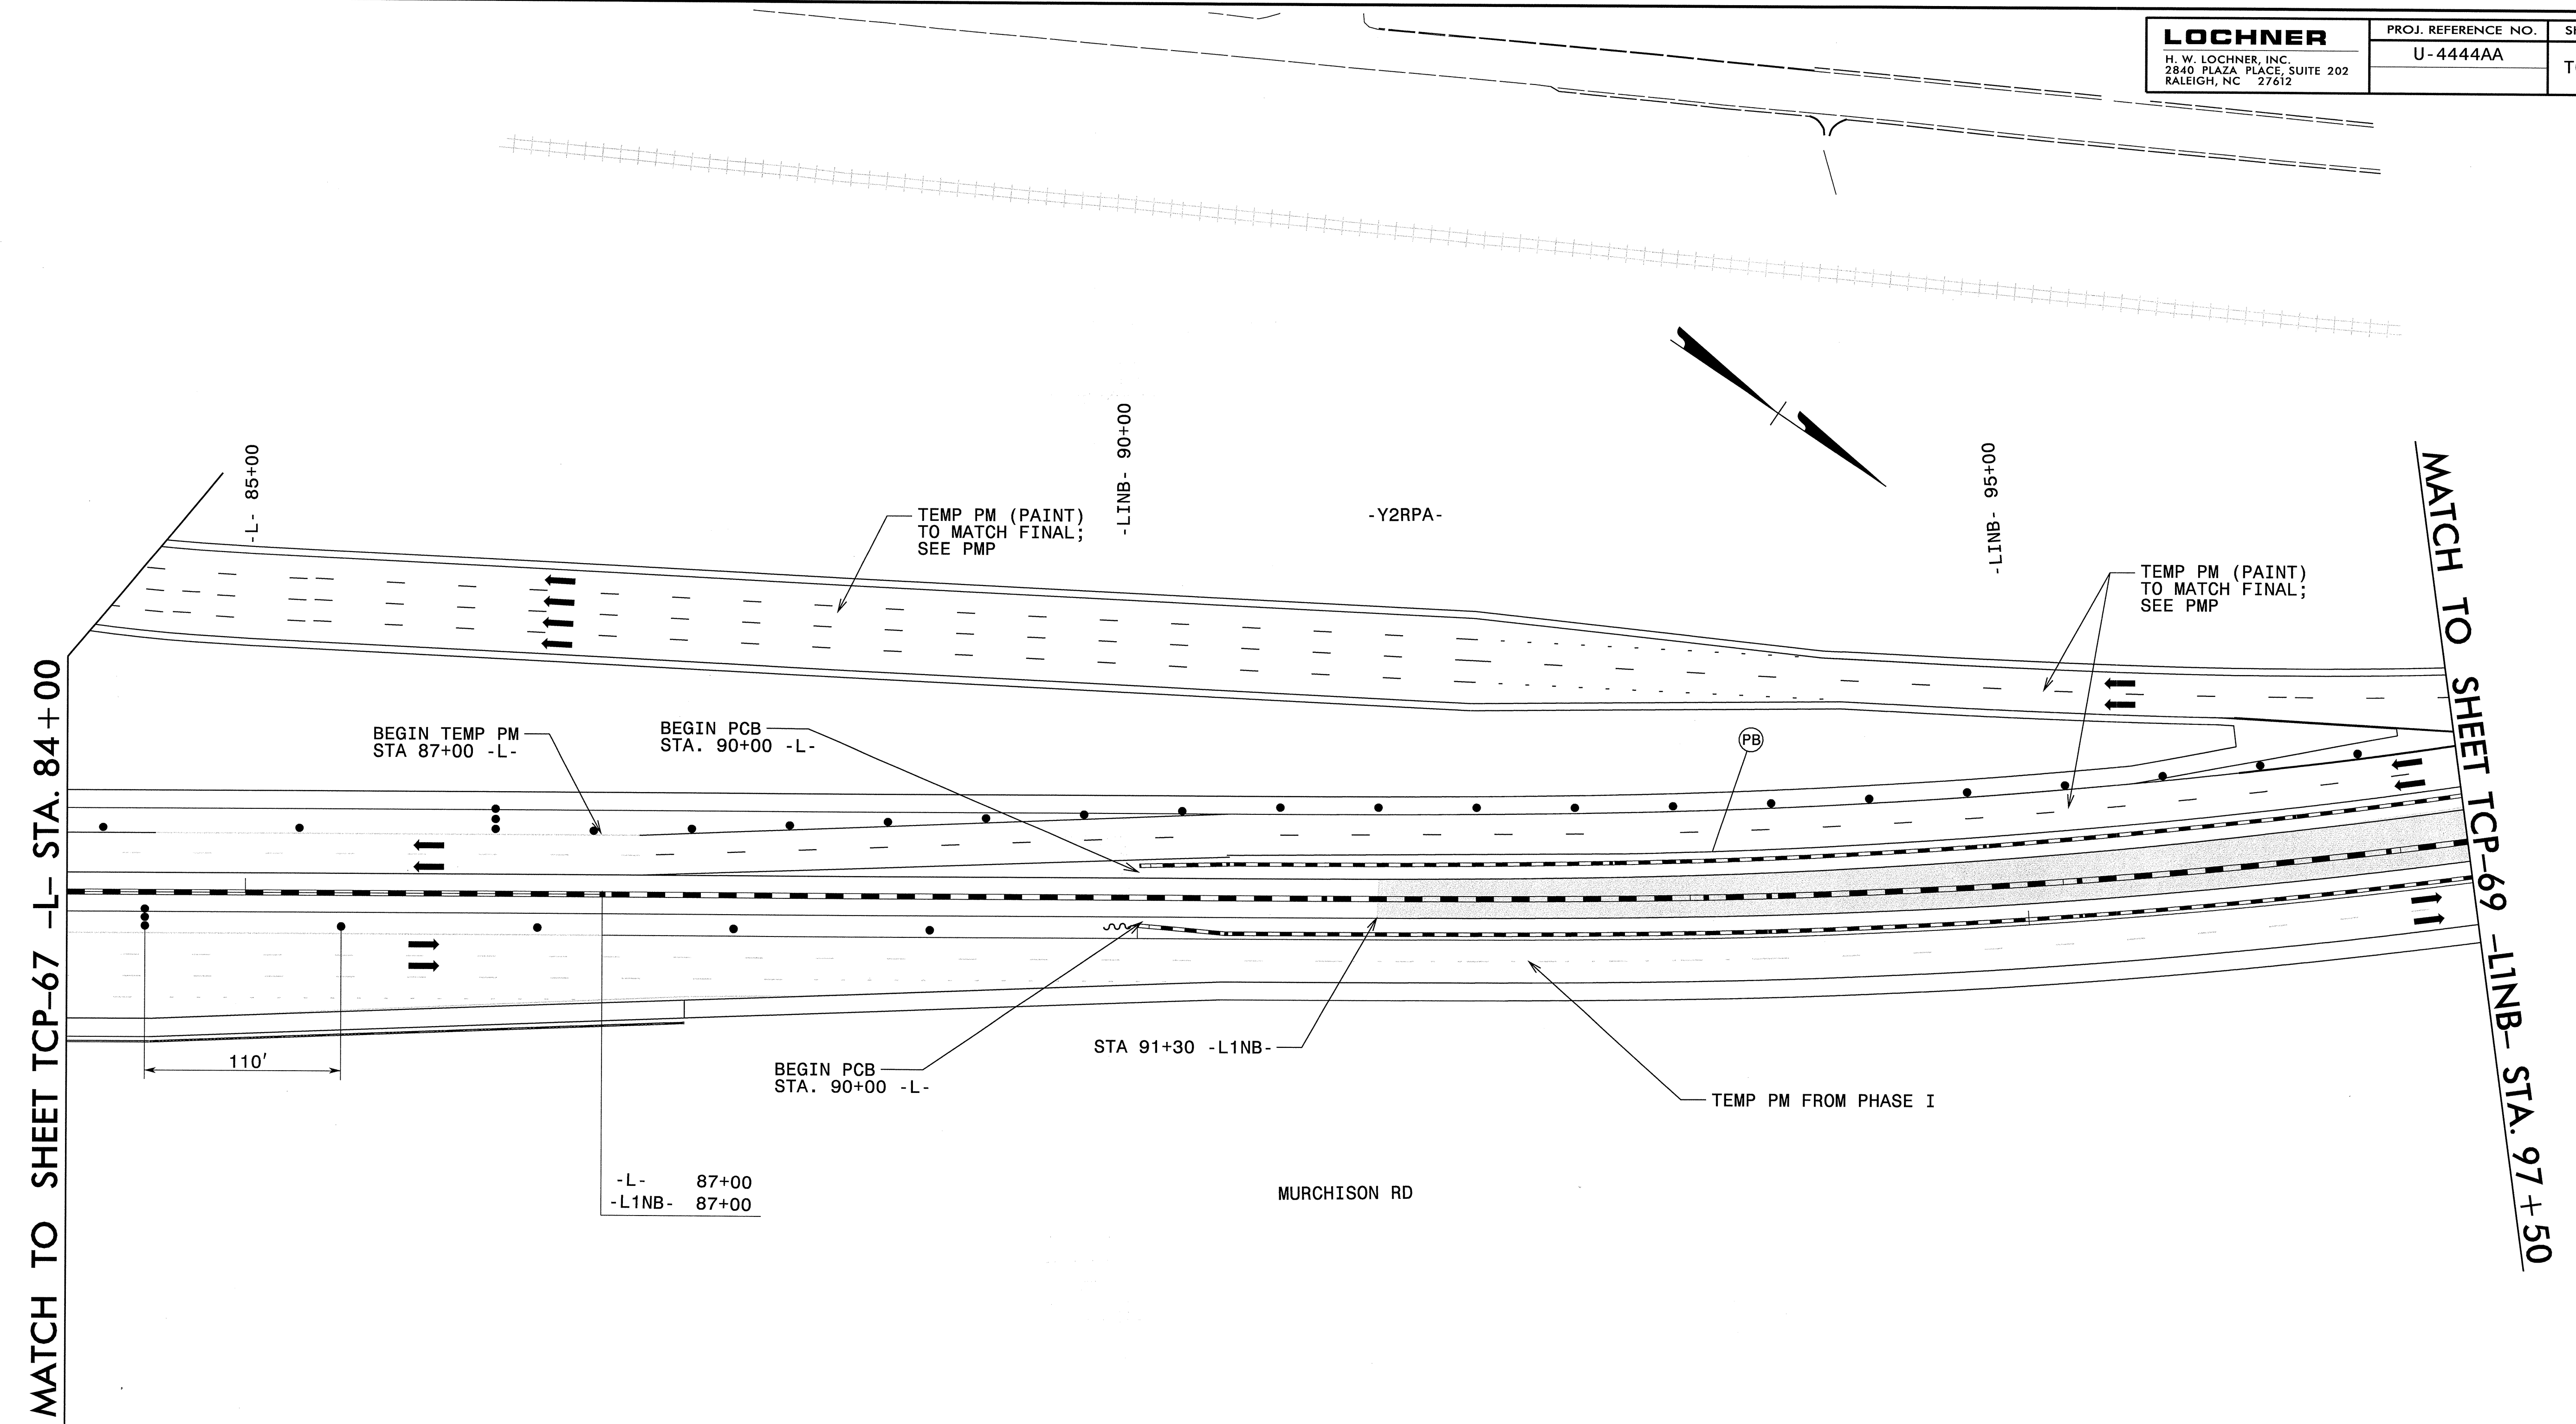 LOCHNER
H. W. LOCHNER, INC.
2840 PLAZA PLACE, SUITE 202
RALEIGH, NC 27612
PROJ. REFERENCE NO.
U-4444AA
-L- 85+00
-L1NB- 90+00
-Y2RPA-
-L1NB- 95+00
TEMP PM (PAINT)
TO MATCH FINAL;
SEE PMP
TEMP PM (PAINT)
TO MATCH FINAL;
SEE PMP
BEGIN TEMP PM
STA 87+00 -L-
BEGIN PCB
STA. 90+00 -L-
PB
MATCH TO SHEET TCP-67 -L- STA. 84+00
MATCH TO SHEET TCP-69 -L1NB- STA. 97+50
110'
BEGIN PCB
STA. 90+00 -L-
STA 91+30 -L1NB-
TEMP PM FROM PHASE I
-L- 87+00
-L1NB- 87+00
MURCHISON RD